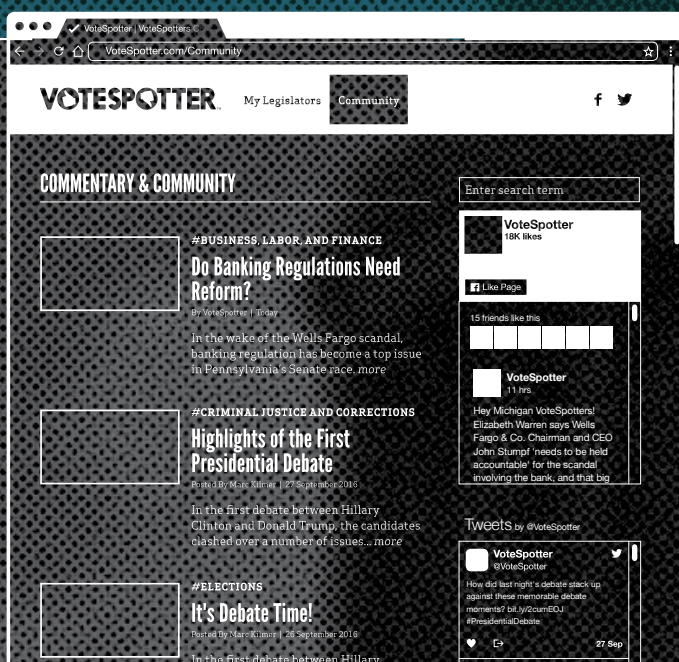 VoteSpotter | VoteSpotters
VoteSpotter.com/Community
VOTESPOTTER
My Legislators
Community
COMMENTARY & COMMUNITY
Enter search term
#BUSINESS, LABOR, AND FINANCE
Do Banking Regulations Need
Reform?
By VoteSpotter | Today
In the wake of the Wells Fargo scandal,
banking regulation has become a top issue
in Pennsylvania's Senate race. more
#CRIMINAL JUSTICE AND CORRECTIONS
Highlights of the First
Presidential Debate
Posted By Marc Kilmer | 27 September 2016
In the first debate between Hillary
Clinton and Donald Trump, the candidates
clashed over a number of issues... more
#ELECTIONS
It's Debate Time!
Posted By Marc Kilmer | 26 September 2016
In the first debate between Hillary
VoteSpotter
18K likes
Like Page
15 friends like this
VoteSpotter
11 hrs
Hey Michigan VoteSpotters!
Elizabeth Warren says Wells
Fargo & Co. Chairman and CEO
John Stumpf 'needs to be held
accountable' for the scandal
involving the bank, and that big
Tweets by @VoteSpotter
VoteSpotter
@VoteSpotter
How did last night's debate stack up
against these memorable debate
moments? bit.ly/2cumEOJ
#PresidentialDebate
27 Sep